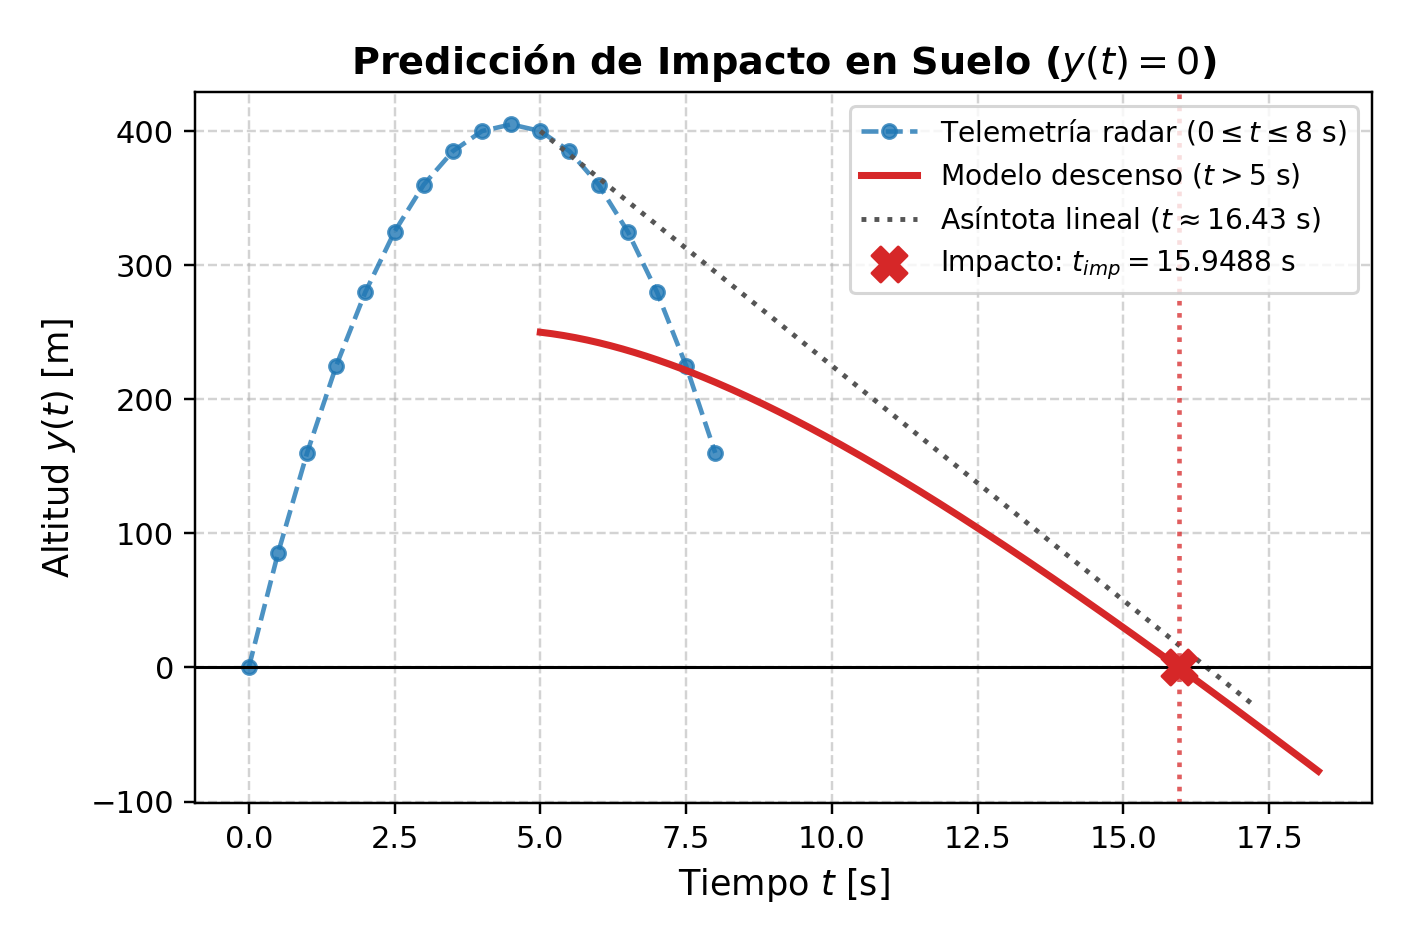 Predicción de Impacto en Suelo (y(t) = 0)
Telemetría radar (0 ≤ t ≤ 8 s)
Modelo descenso (t > 5 s)
Asíntota lineal (t ≈ 16.43 s)
Impacto: t_imp = 15.9488 s
Altitud y(t) [m]
400
300
200
100
0
−100
0.0 2.5 5.0 7.5 10.0 12.5 15.0 17.5
Tiempo t [s]